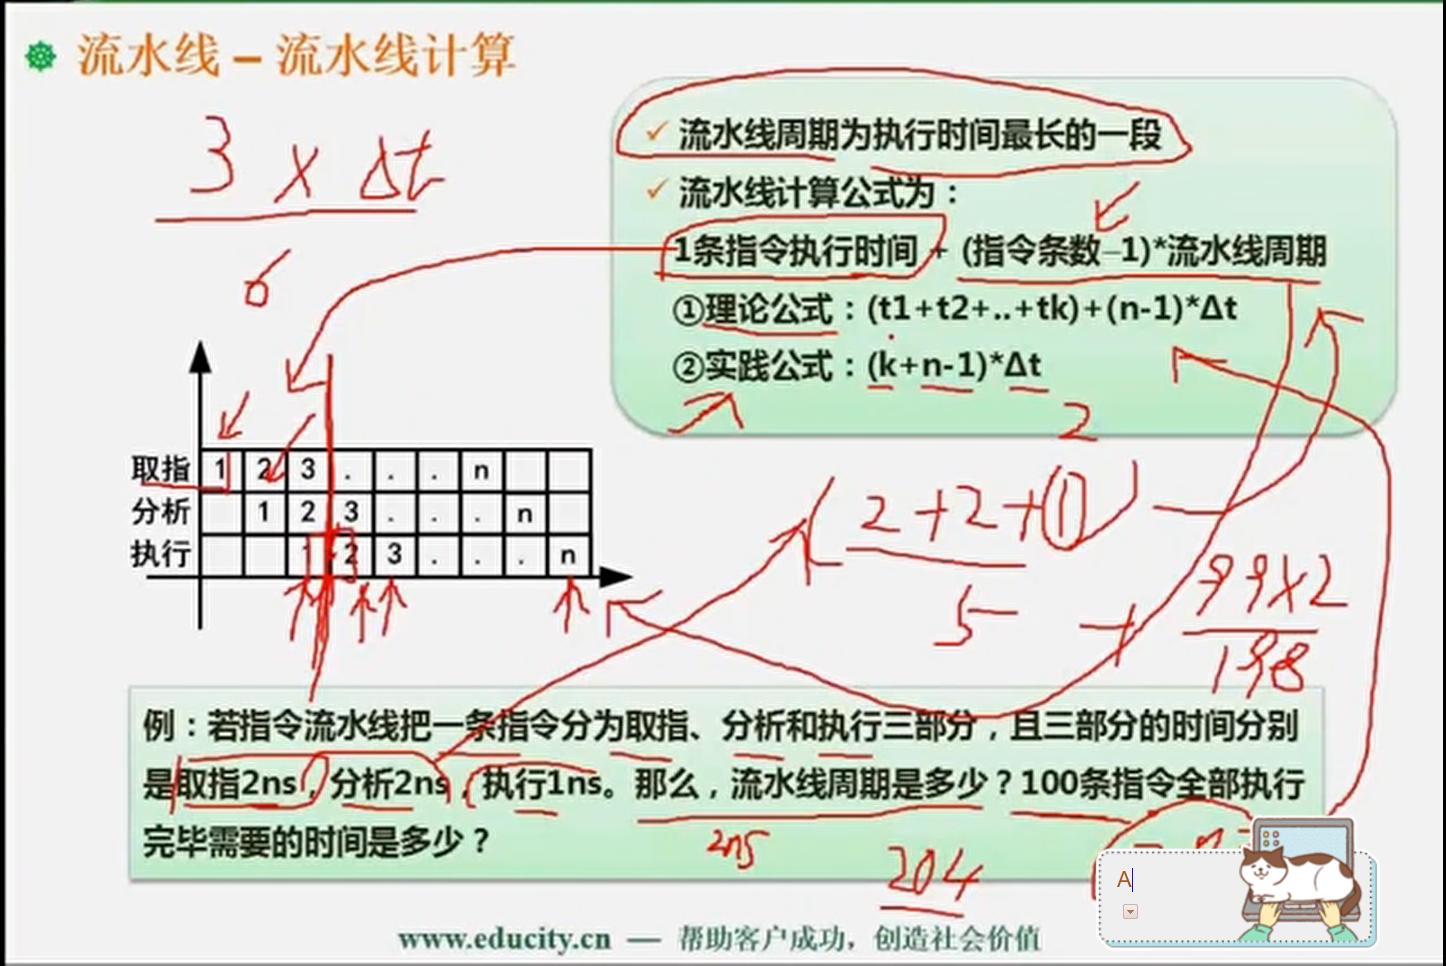 流水线 – 流水线计算
3 × Δt
6
✓ 流水线周期为执行时间最长的一段
✓ 流水线计算公式为：
1条指令执行时间 + (指令条数–1)*流水线周期
①理论公式：(t1+t2+..+tk)+(n-1)*Δt
②实践公式：(k+n-1)*Δt
2
取指 1 2 3 . . . n
分析 1 2 3 . . . n
执行 1 2 3 . . . n
(2+2+1)
5 +
99×2
198
例：若指令流水线把一条指令分为取指、分析和执行三部分，且三部分的时间分别
是取指2ns，分析2ns，执行1ns。那么，流水线周期是多少？100条指令全部执行
完毕需要的时间是多少？
2ns
204
A
www.educity.cn — 帮助客户成功，创造社会价值